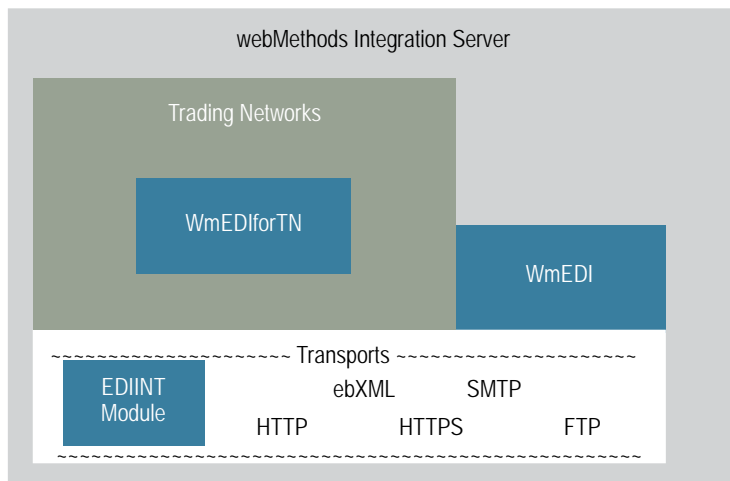 webMethods Integration Server
Trading Networks
WmEDIforTN
WmEDI
~~~~~~~~~~~~~~~~~~~~~ Transports ~~~~~~~~~~~~~~~~~~~~~
EDIINT
Module
ebXML SMTP
HTTP HTTPS FTP
~~~~~~~~~~~~~~~~~~~~~~~~~~~~~~~~~~~~~~~~~~~~~~~~~~~